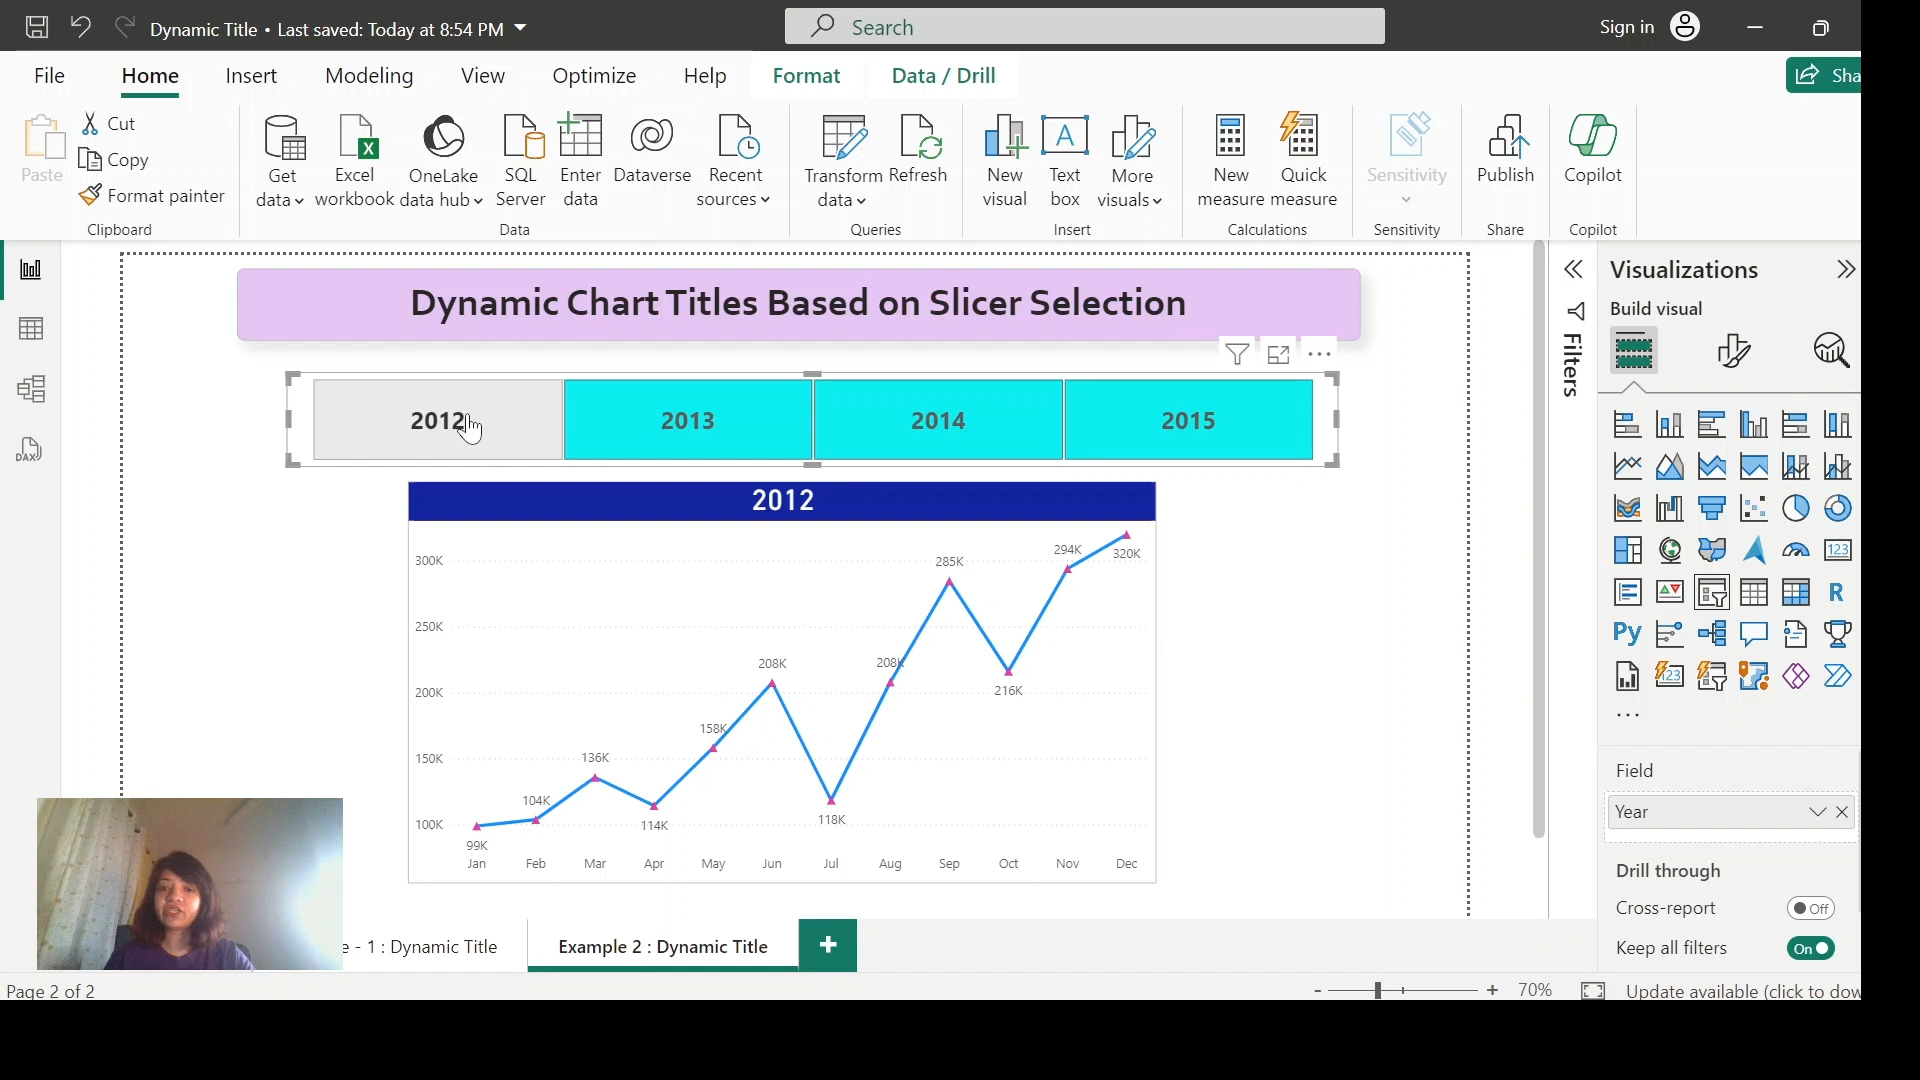 Dynamic Title • Last saved: Today at 8:54 PM
Search
Sign in
File
Home
Insert
Modeling
View
Optimize
Help
Format
Data / Drill
Sha
Paste
Cut
Copy
Format painter
Clipboard
Get
data
Excel
workbook
OneLake
data hub
SQL
Server
Enter
data
Dataverse
Recent
sources
Data
Transform
data
Refresh
Queries
New
visual
Text
box
More
visuals
Insert
New
measure
Quick
measure
Calculations
Sensitivity
Sensitivity
Publish
Share
Copilot
Copilot
DAX
Dynamic Chart Titles Based on Slicer Selection
2012
2013
2014
2015
2012
300K
250K
200K
150K
100K
99K
104K
136K
114K
158K
208K
118K
208K
285K
216K
294K
320K
Jan
Feb
Mar
Apr
May
Jun
Jul
Aug
Sep
Oct
Nov
Dec
Filters
Visualizations
Build visual
123
R
Py
123
Field
Year
Drill through
Cross-report
Off
Keep all filters
On
e - 1 : Dynamic Title
Example 2 : Dynamic Title
+
Page 2 of 2
- + 70%
Update available (click to dow